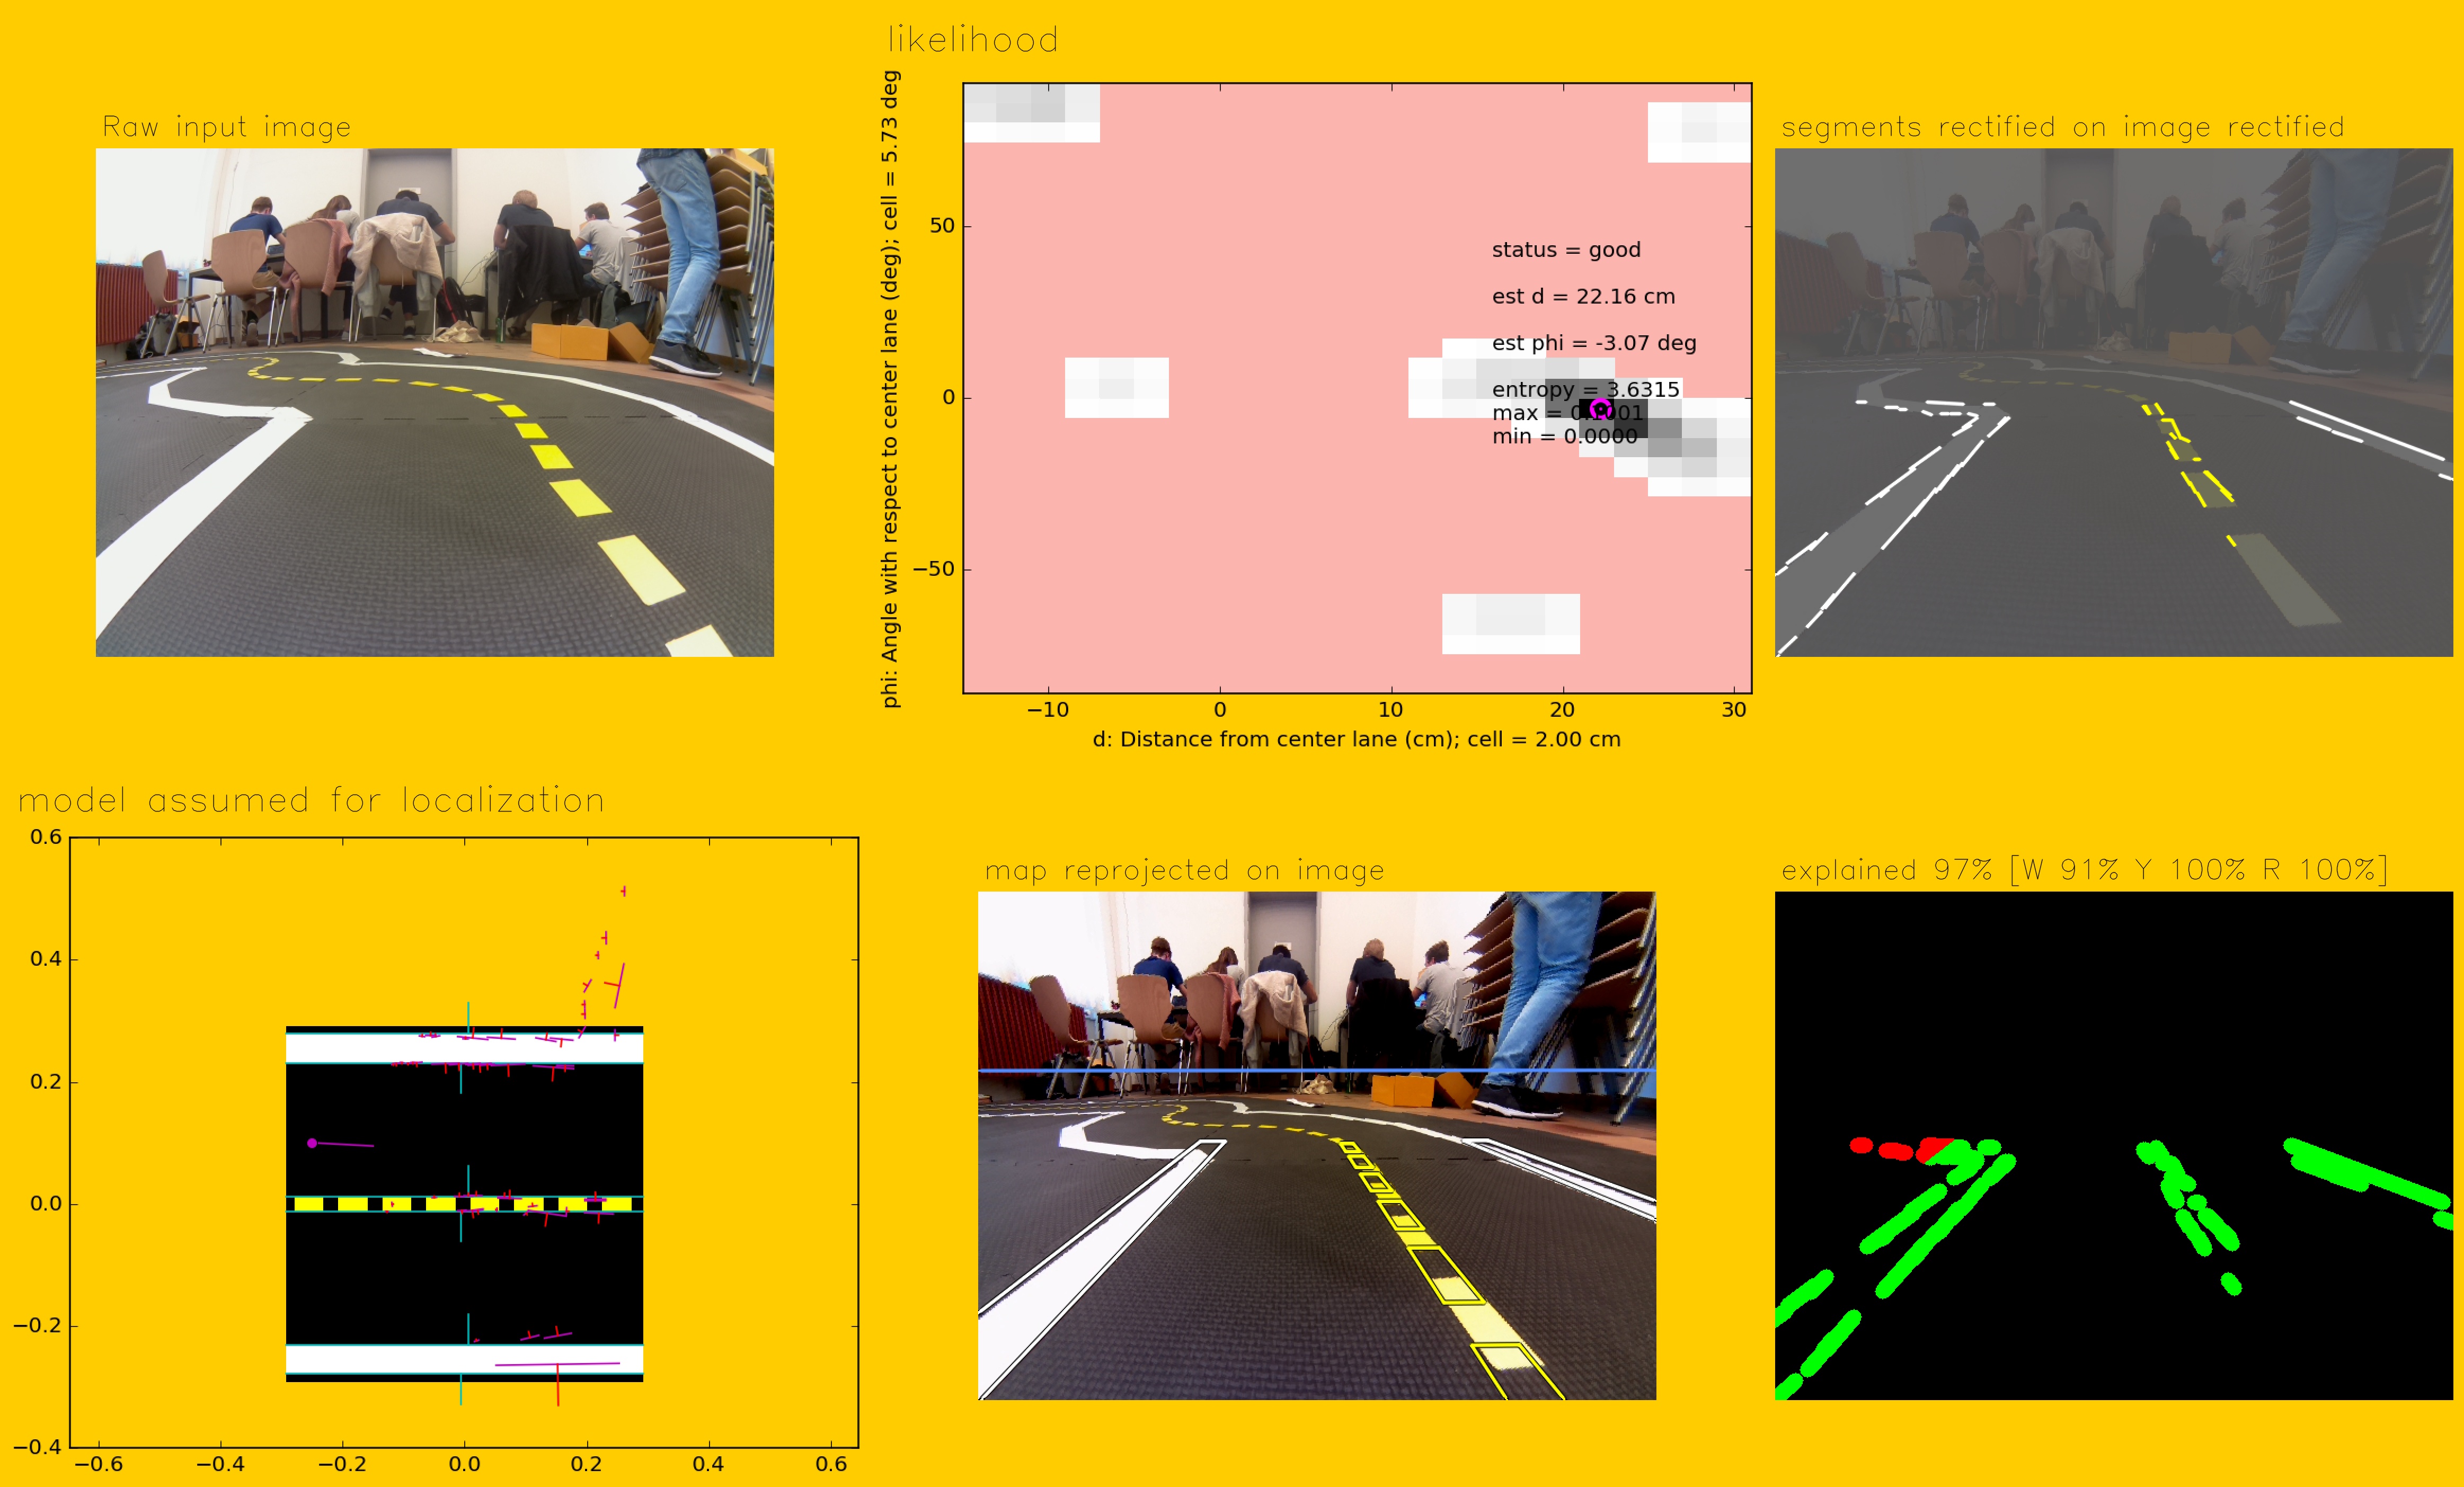 likelihood
Raw input image
segments rectified on image rectified
phi: Angle with respect to center lane (deg); cell = 5.73 deg
50
0
−50
status = good
est d = 22.16 cm
est phi = -3.07 deg
entropy = 3.6315
min = 0.0000
−10 0 10 20 30
d: Distance from center lane (cm); cell = 2.00 cm
model assumed for localization
0.6
0.4
0.2
0.0
−0.2
−0.4
−0.6 −0.4 −0.2 0.0 0.2 0.4 0.6
map reprojected on image
explained 97% [W 91% Y 100% R 100%]